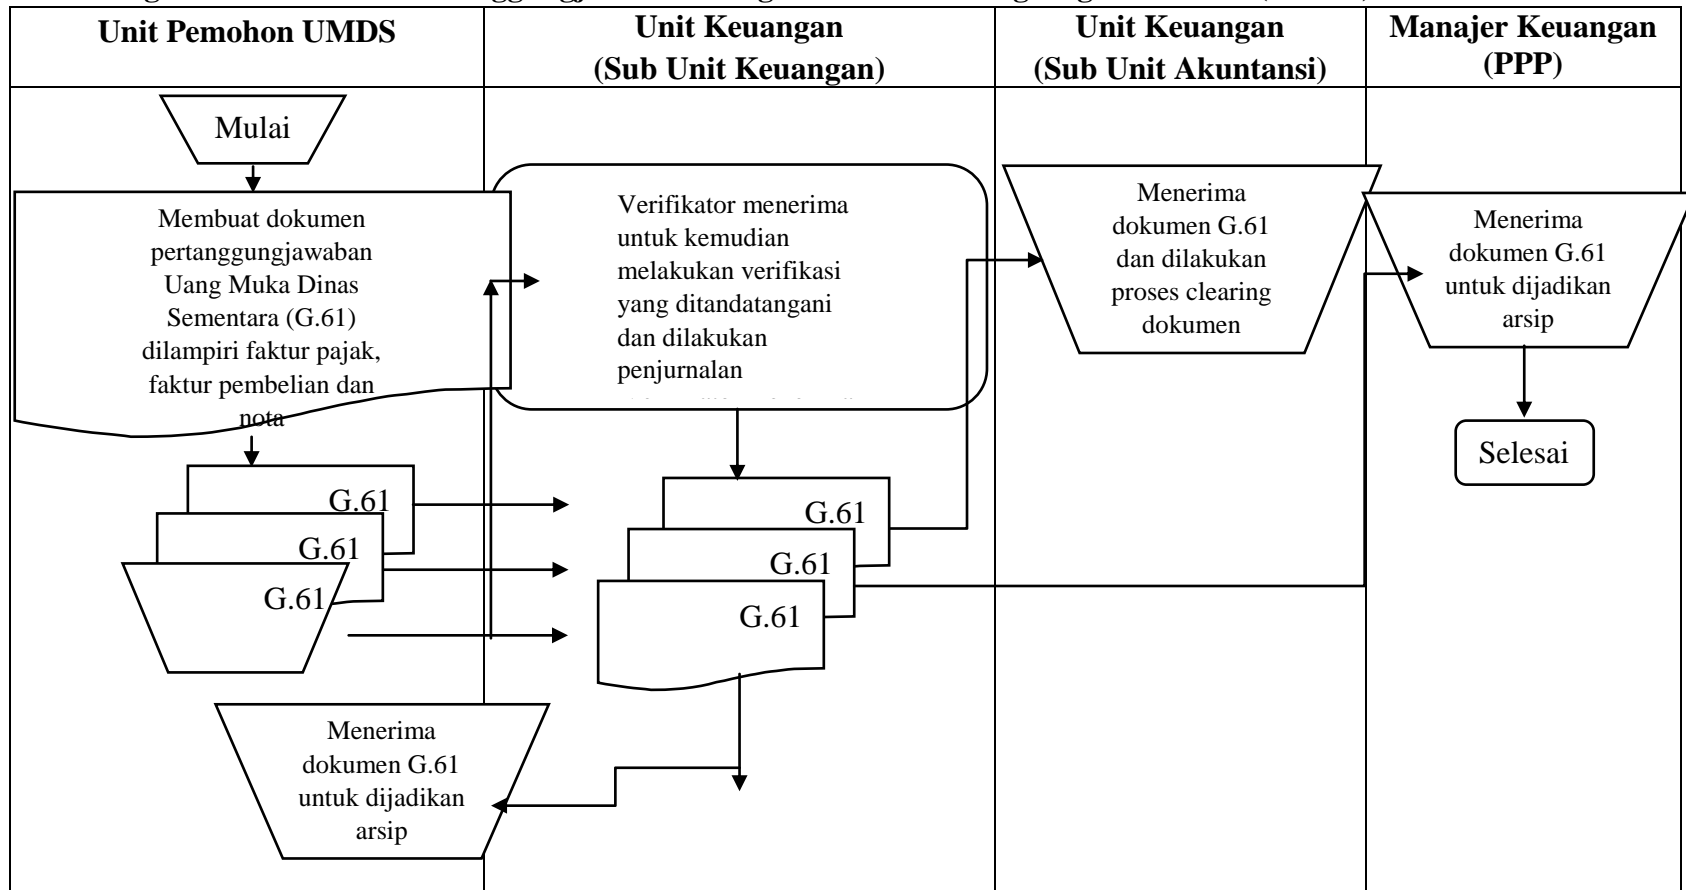 Unit Pemohon UMDS
Unit Keuangan
(Sub Unit Keuangan)
Unit Keuangan
(Sub Unit Akuntansi)
Manajer Keuangan
(PPP)
Mulai
Membuat dokumen
pertanggungjawaban
Uang Muka Dinas
Sementara (G.61)
dilampiri faktur pajak,
faktur pembelian dan
nota
G.61
G.61
G.61
Menerima
dokumen G.61
untuk dijadikan
arsip
Verifikator menerima
untuk kemudian
melakukan verifikasi
yang ditandatangani
dan dilakukan
penjurnalan
G.61
G.61
G.61
Menerima
dokumen G.61
dan dilakukan
proses clearing
dokumen
Menerima
dokumen G.61
untuk dijadikan
arsip
Selesai